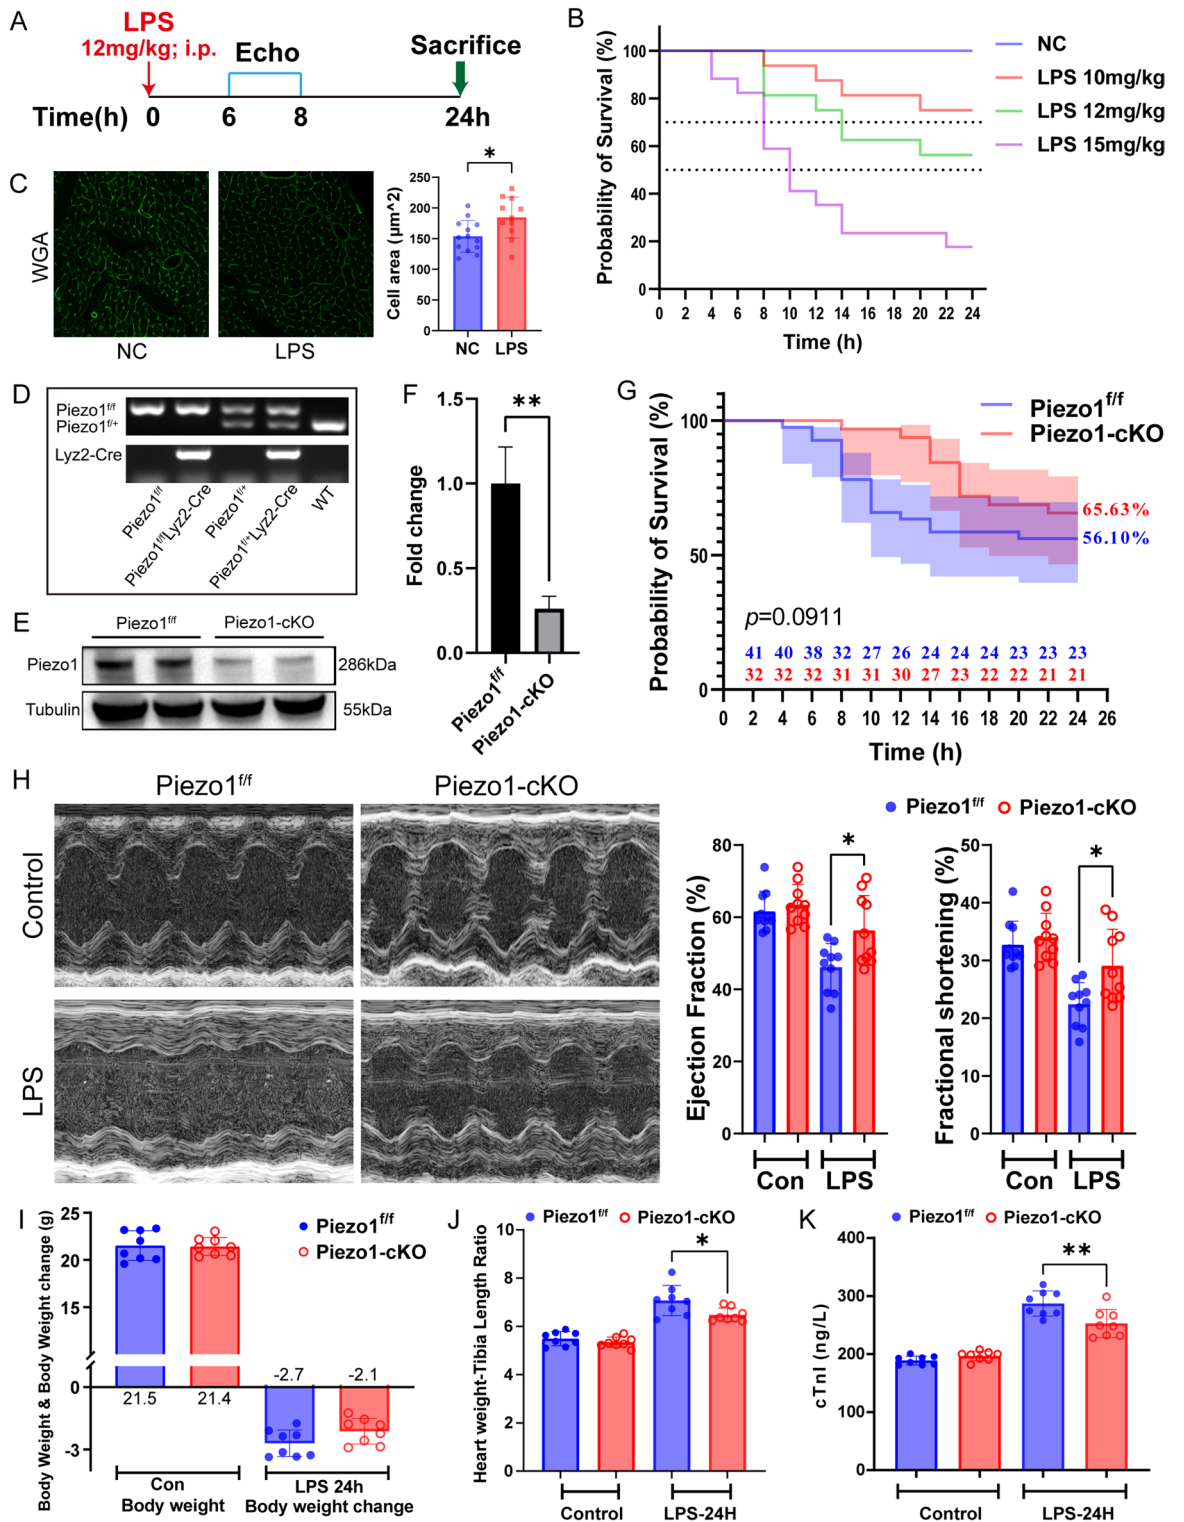 A
LPS
12mg/kg; i.p.
Echo
Sacrifice
Time(h) 0 6 8 24h
B
Probability of Survival (%)
100
80
60
40
20
0
0 2 4 6 8 10 12 14 16 18 20 22 24
Time (h)
NC
LPS 10mg/kg
LPS 12mg/kg
LPS 15mg/kg
C
WGA
NC LPS
Cell area (μm^2)
250
200
150
150
100
50
0
*
NC LPS
D
Piezo1f/f
Piezo1f/+
Lyz2-Cre
Piezo1f/f
Piezo1f/fLyz2-Cre
Piezo1f/+
Piezo1f/+Lyz2-Cre
WT
E
Piezo1f/f Piezo1-cKO
Piezo1 286kDa
Tubulin 55kDa
F
Fold change
1.5
1.0
0.5
0.0
**
Piezo1f/f
Piezo1-cKO
G
Probability of Survival (%)
100
50
0
Piezo1f/f
Piezo1-cKO
65.63%
56.10%
p=0.0911
41 40 38 32 27 26 24 24 24 23 23 23
32 32 32 31 31 30 27 23 22 22 21 21
0 2 4 6 8 10 12 14 16 18 20 22 24 26
Time (h)
H
Piezo1f/f Piezo1-cKO
Control
LPS
Piezo1f/f Piezo1-cKO
Ejection Fraction (%)
80
60
40
20
0
*
Con LPS
Fractional shortening (%)
50
40
30
20
10
0
*
Con LPS
I
Body Weight & Body Weight change (g)
25
20
15
0
-3
Piezo1f/f
Piezo1-cKO
-2.7 -2.1
21.5 21.4
Con LPS 24h
Body weight Body weight change
J
Piezo1f/f Piezo1-cKO
Heart weight-Tibia Length Ratio
10
8
6
4
2
0
*
Control LPS-24H
K
Piezo1f/f Piezo1-cKO
cTnI (ng/L)
400
300
200
100
0
**
Control LPS-24H